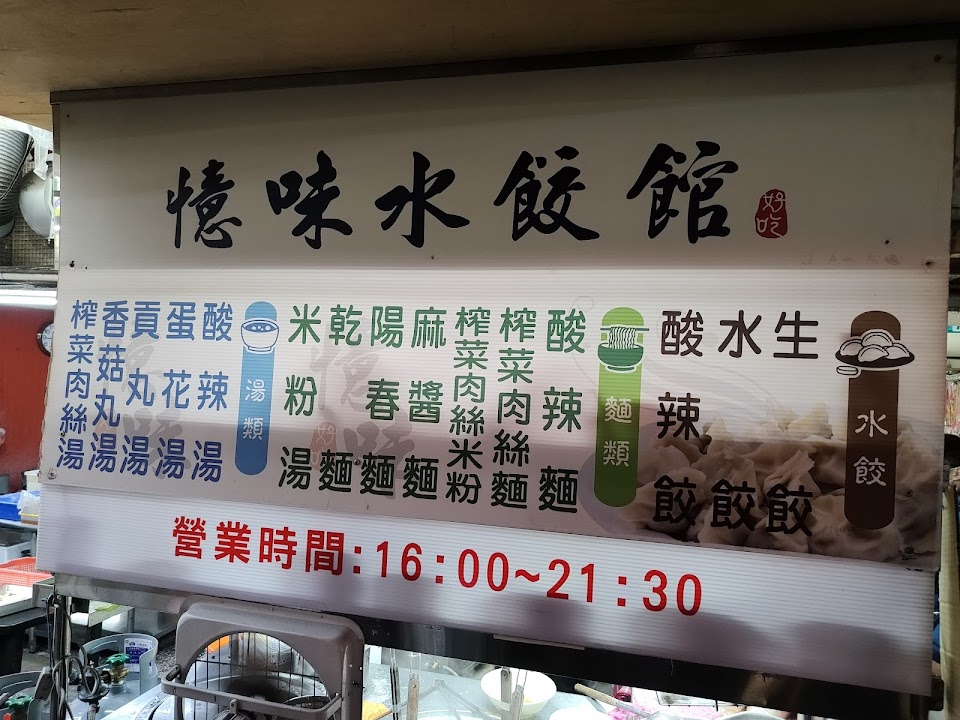 憶味水餃館
好吃
水餃
生餃
水餃
酸辣餃
麵類
酸辣麵
榨菜肉絲麵
榨菜肉絲米粉
麻醬麵
陽春麵
乾麵
米粉湯
湯類
酸辣湯
蛋花湯
貢丸湯
香菇丸湯
榨菜肉絲湯
營業時間:16:00~21:30